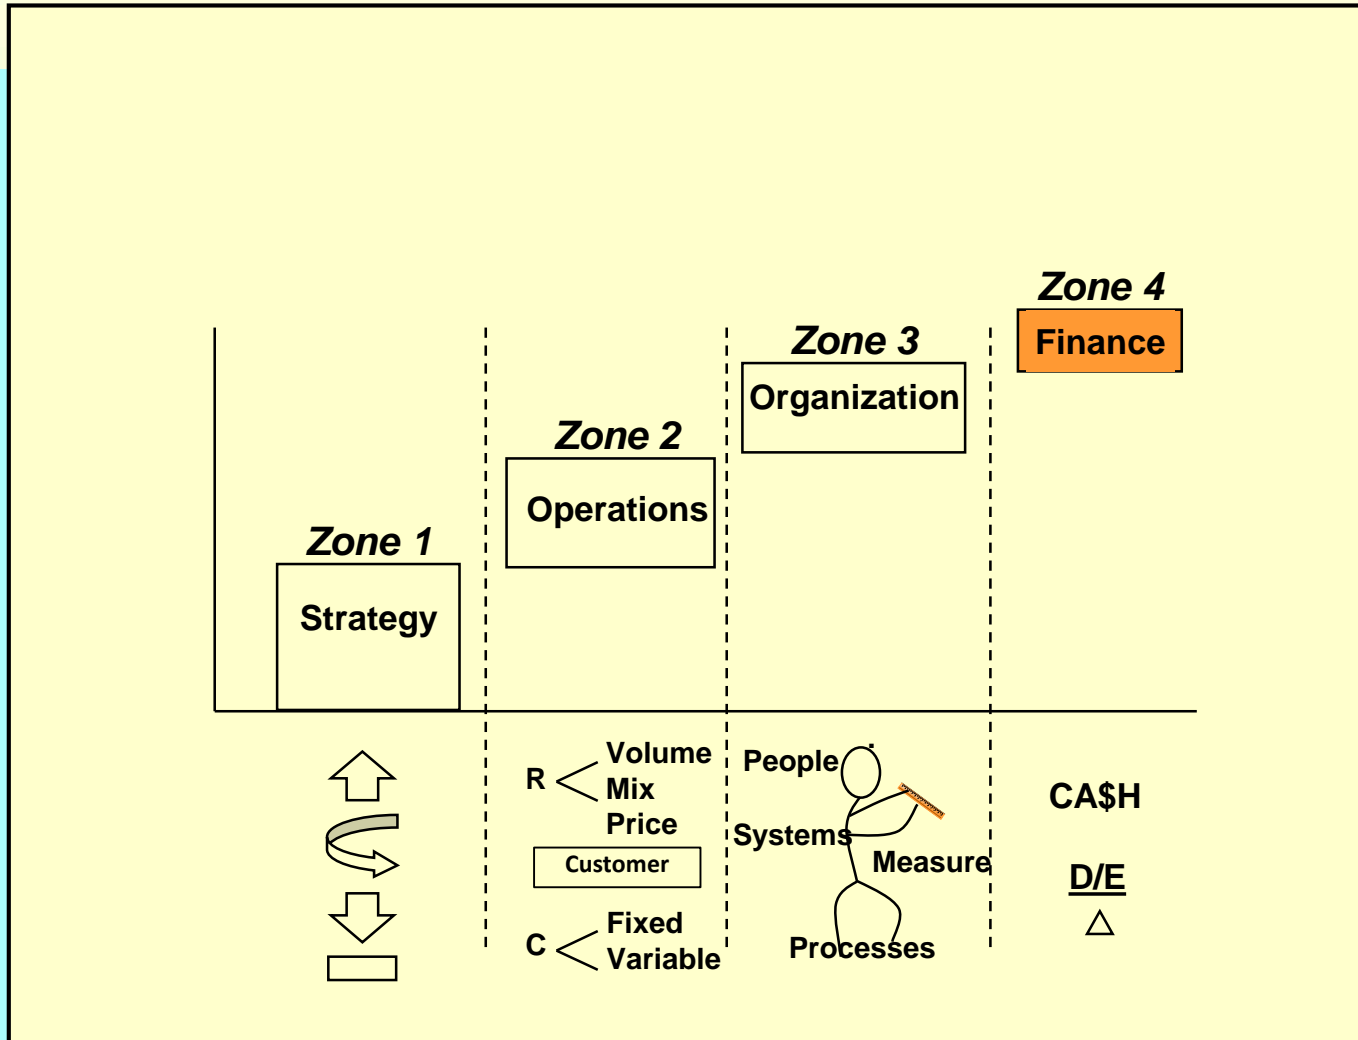 Zone 4
Finance
Zone 3
Organization
Zone 2
Operations
Zone 1
Strategy
R
Volume
Mix
Price
Customer
C
Fixed
Variable
People
Systems
Measure
Processes
CA$H
D/E